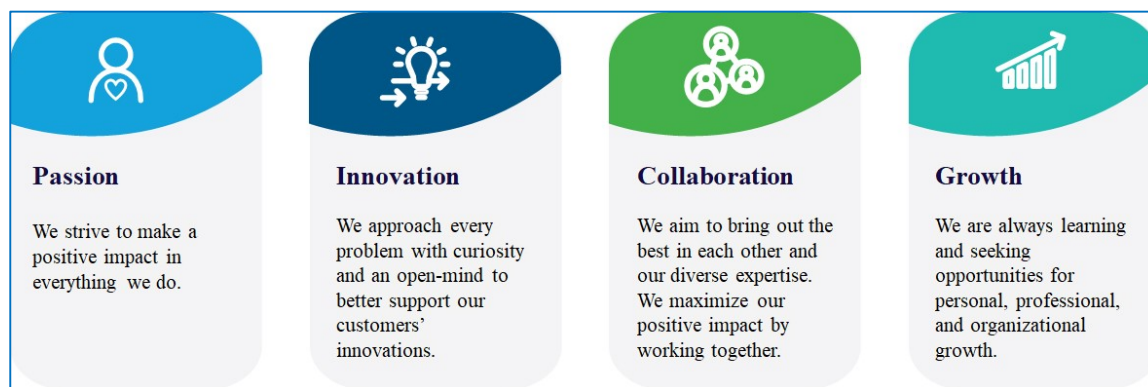 Passion
We strive to make a
positive impact in
everything we do.
Innovation
We approach every
problem with curiosity
and an open-mind to
better support our
customers’
innovations.
Collaboration
We aim to bring out the
best in each other and
our diverse expertise.
We maximize our
positive impact by
working together.
Growth
We are always learning
and seeking
opportunities for
personal, professional,
and organizational
growth.